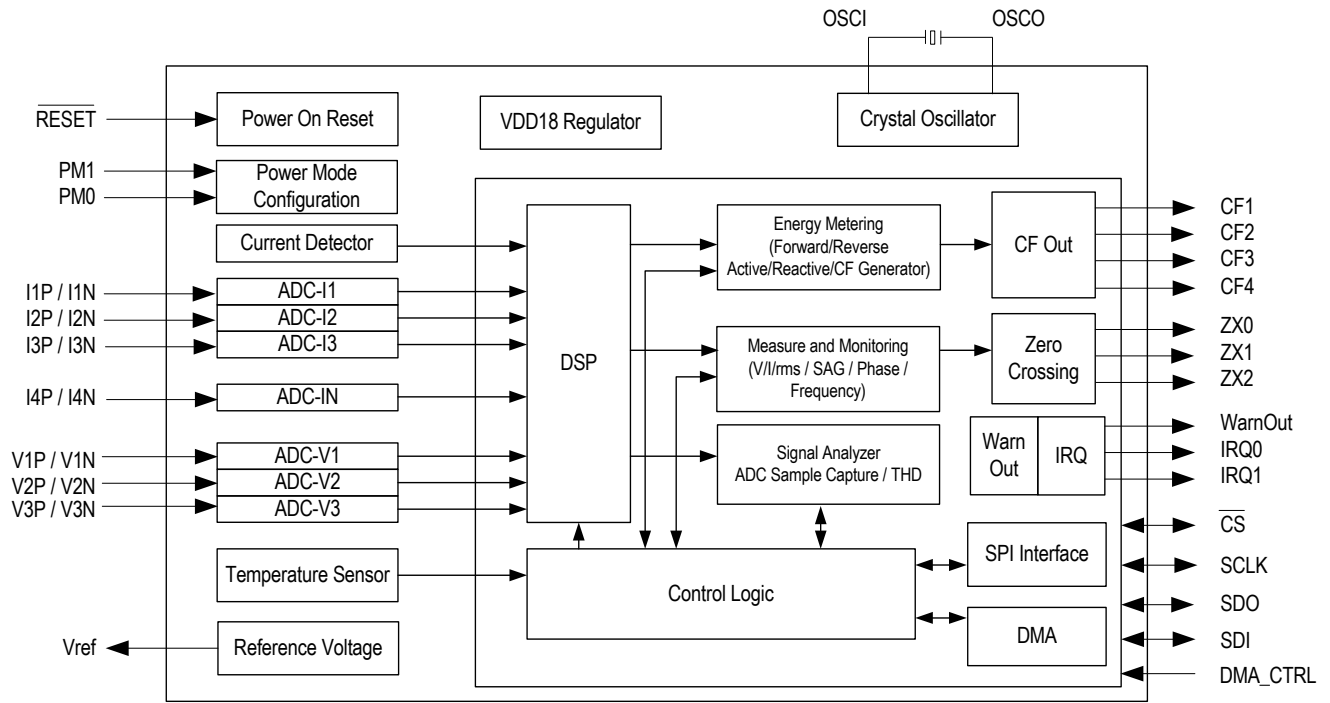 OSCI
OSCO
RESET
Power On Reset
VDD18 Regulator
Crystal Oscillator
PM1
PM0
Power Mode
Configuration
Current Detector
I1P / I1N
ADC-I1
I2P / I2N
ADC-I2
I3P / I3N
ADC-I3
I4P / I4N
ADC-IN
V1P / V1N
ADC-V1
V2P / V2N
ADC-V2
V3P / V3N
ADC-V3
Temperature Sensor
Vref
Reference Voltage
DSP
Energy Metering
(Forward/Reverse
Active/Reactive/CF Generator)
CF Out
CF1
CF2
CF3
CF4
Measure and Monitoring
(V/I/rms / SAG / Phase /
Frequency)
Zero
Crossing
ZX0
ZX1
ZX2
Signal Analyzer
ADC Sample Capture / THD
Warn
Out
IRQ
WarnOut
IRQ0
IRQ1
Control Logic
SPI Interface
DMA
CS
SCLK
SDO
SDI
DMA_CTRL